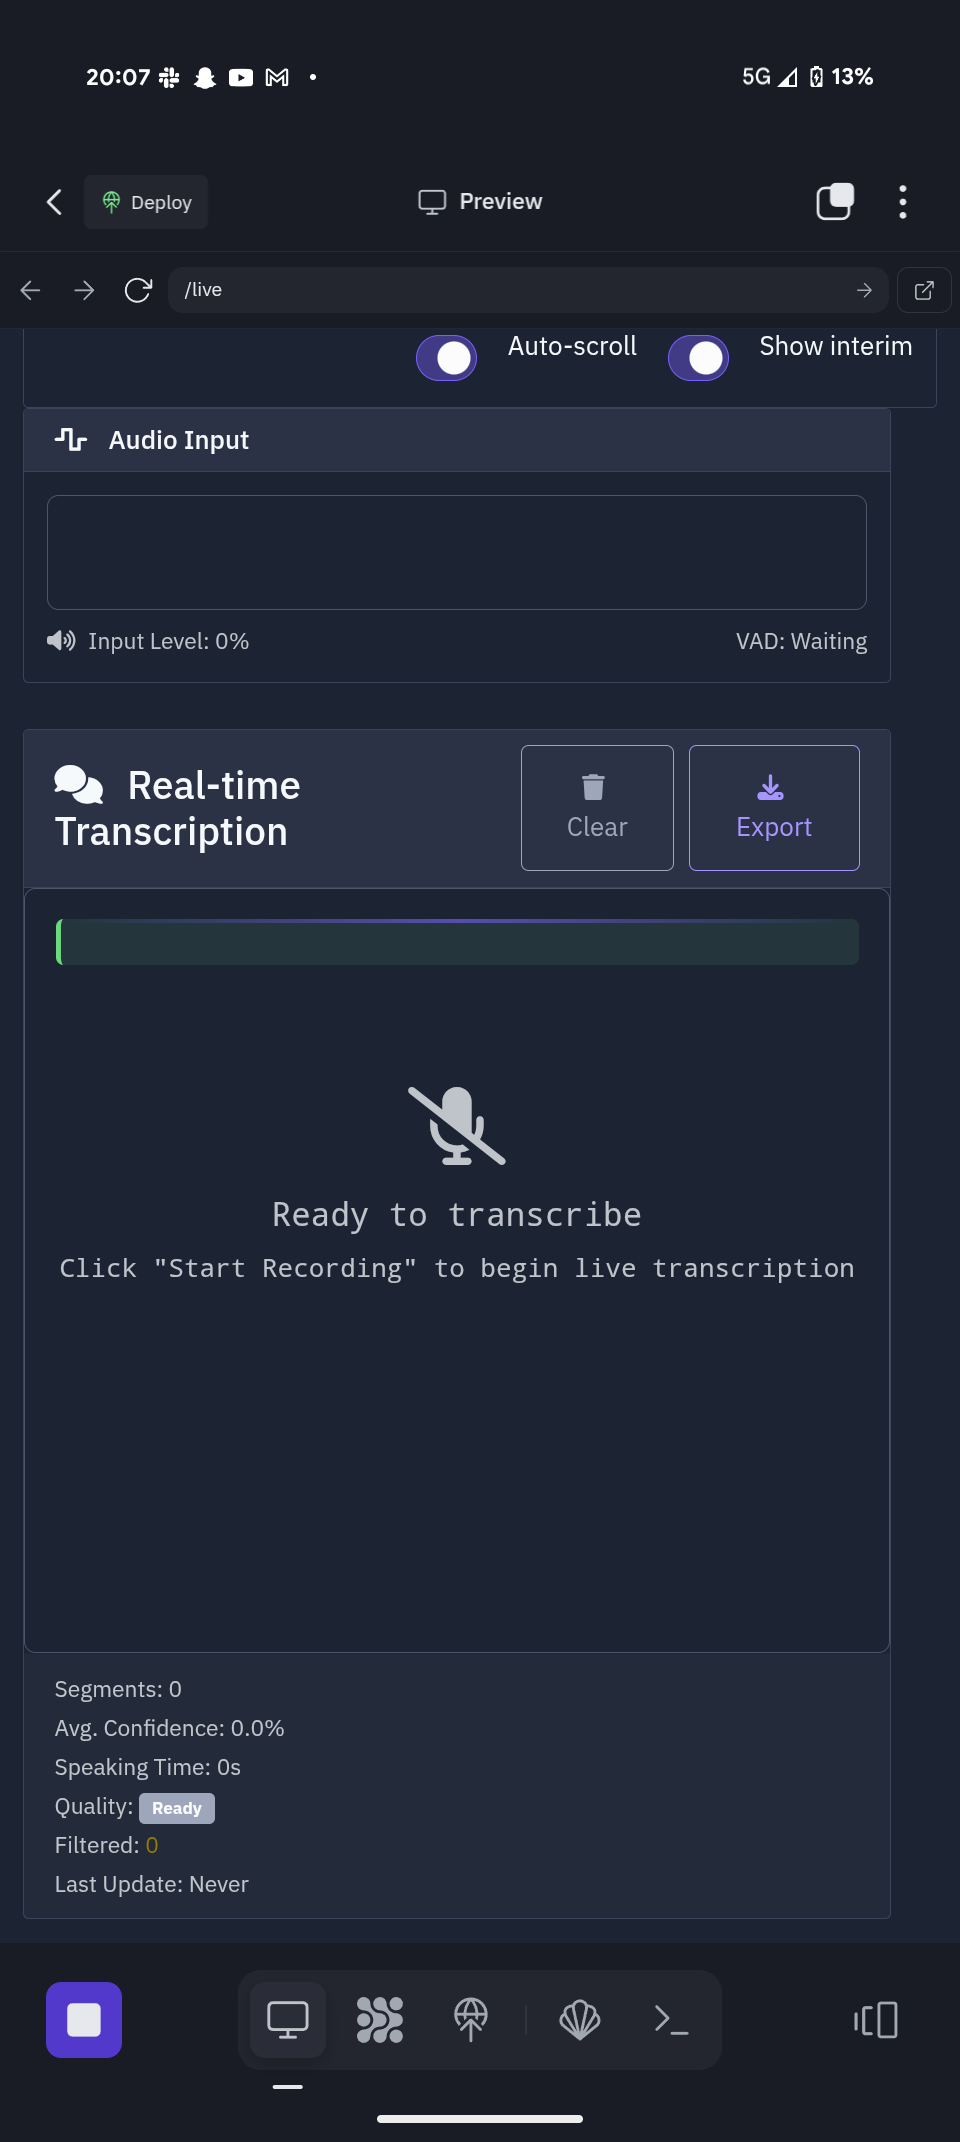 20:07
5G 13%
Deploy
Preview
/live
Auto-scroll
Show interim
Audio Input
Input Level: 0%
VAD: Waiting
Real-time
Transcription
Clear
Export
Ready to transcribe
Click "Start Recording" to begin live transcription
Segments: 0
Avg. Confidence: 0.0%
Speaking Time: 0s
Quality: Ready
Filtered: 0
Last Update: Never